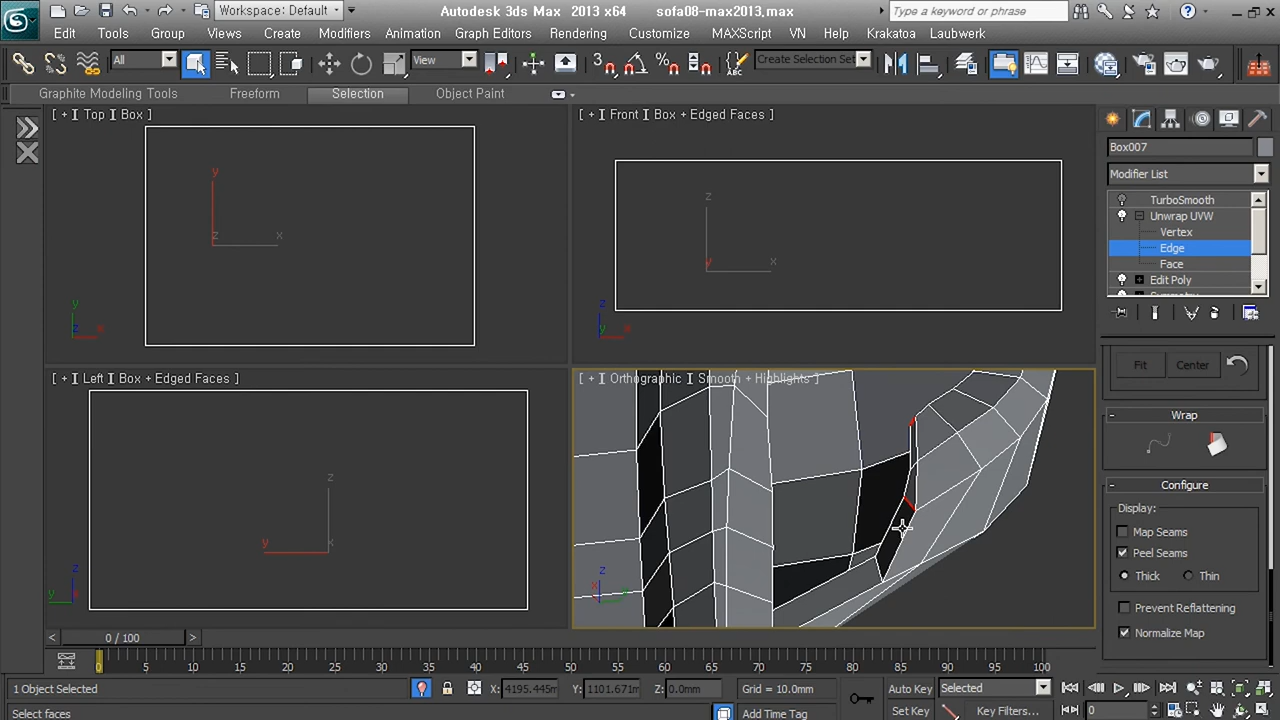 Workspace: Default
Autodesk 3ds Max  2013 x64    sofa08-max2013.max
Type a keyword or phrase
Edit Tools Group Views Create Modifiers Animation Graph Editors Rendering Customize MAXScript VN Help Krakatoa Laubwerk
All View Create Selection Se
Graphite Modeling Tools Freeform Selection Object Paint
[ + ] Top ] Box ]
[ + ] Front ] Box + Edged Faces ]
y
z x
y
z x
z
y x
z
y x
[ + ] Left ] Box + Edged Faces ]
[ + ] Orthographic ] Smooth + Highlights ]
z
y x
z
y
z
x
y
Box007
Modifier List
TurboSmooth
Unwrap UVW
Vertex
Edge
Face
Edit Poly
Symmetry
Fit Center
Wrap
Configure
Display:
Map Seams
Peel Seams
Thick Thin
Prevent Reflattening
Normalize Map
< 0 / 100 >
0 5 10 15 20 25 30 35 40 45 50 55 60 65 70 75 80 85 90 95 100
1 Object Selected X: 4195.445m Y: 1101.671m Z: 0.0mm Grid = 10.0mm Auto Key Selected
Select faces Add Time Tag Set Key Key Filters... 0